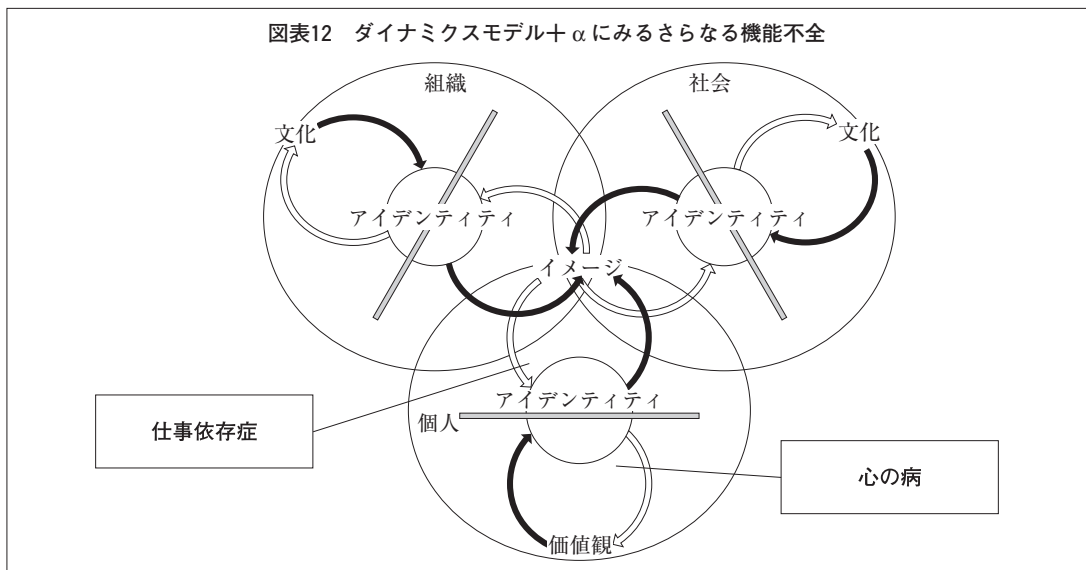 図表12 ダイナミクスモデル＋αにみるさらなる機能不全
組織
社会
文化
文化
アイデンティティ
アイデンティティ
イメージ
アイデンティティ
個人
仕事依存症
心の病
価値観